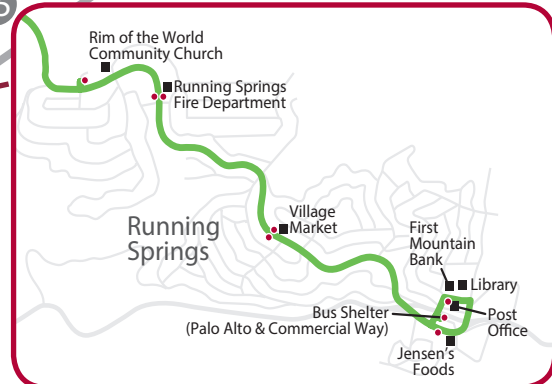 Rim of the World
Community Church
Running Springs
Fire Department
Running
Springs
Village
Market
First
Mountain
Bank
Library
Bus Shelter
(Palo Alto & Commercial Way)
Post
Office
Jensen's
Foods